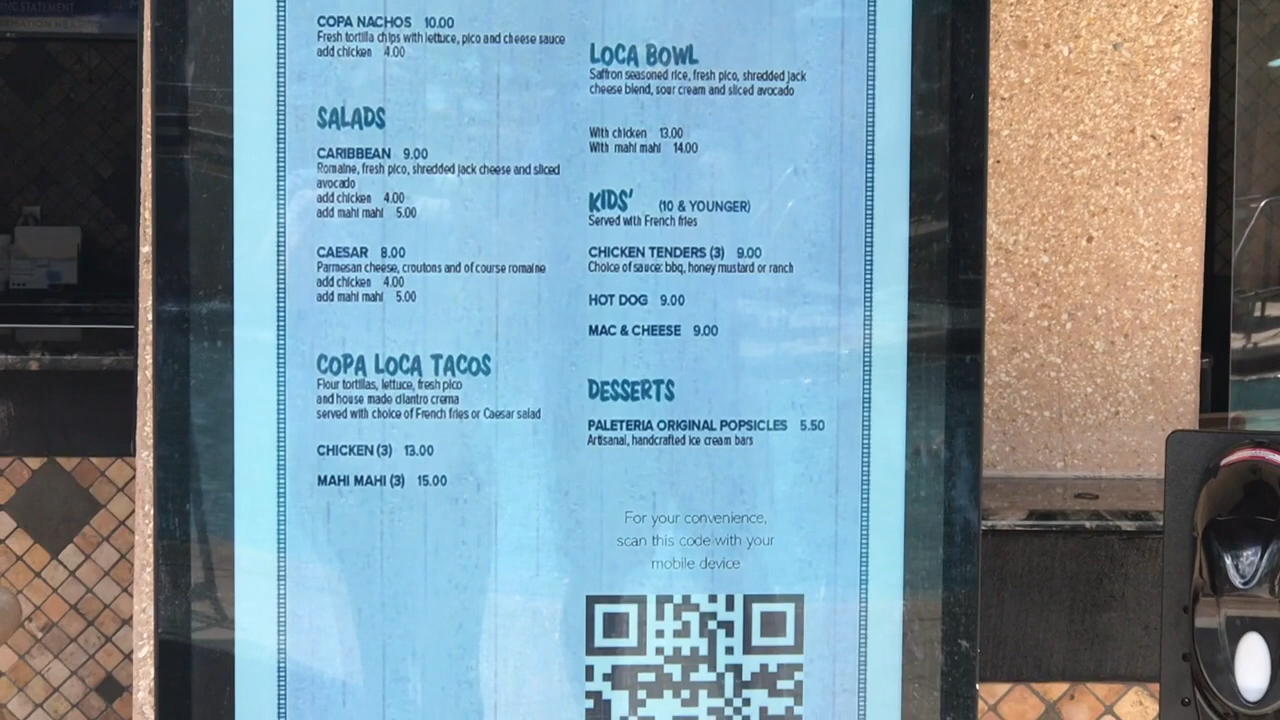 NG STATEMENT
COPA NACHOS 10.00
Fresh tortilla chips with lettuce, pico and cheese sauce
add chicken 4.00
SALADS
CARIBBEAN 9.00
Romaine, fresh pico, shredded jack cheese and sliced
avocado
add chicken 4.00
add mahi mahi 5.00
CAESAR 8.00
Parmesan cheese, croutons and of course romaine
add chicken 4.00
add mahi mahi 5.00
COPA LOCA TACOS
Flour tortillas, lettuce, fresh pico
and house made cilantro crema
served with choice of French fries or Caesar salad
CHICKEN (3) 13.00
MAHI MAHI (3) 15.00
LOCA BOWL
Saffron seasoned rice, fresh pico, shredded jack
cheese blend, sour cream and sliced avocado
With chicken 13.00
With mahi mahi 14.00
KIDS' (10 & YOUNGER)
Served with French fries
CHICKEN TENDERS (3) 9.00
Choice of sauce: bbq, honey mustard or ranch
HOT DOG 9.00
MAC & CHEESE 9.00
DESSERTS
PALETERIA ORIGINAL POPSICLES 5.50
Artisanal, handcrafted ice cream bars
For your convenience,
scan this code with your
mobile device